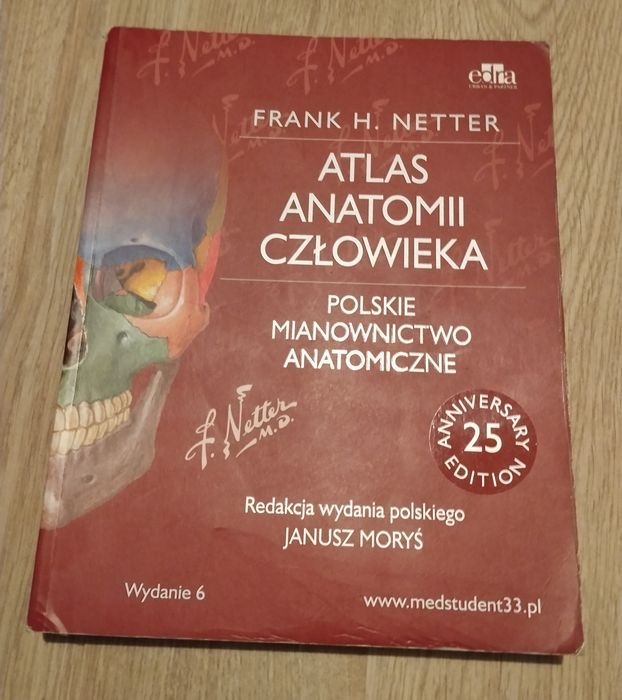 F. Netter M.D.
edra
URBAN & PARTNER
FRANK H. NETTER
ATLAS
ANATOMII
CZŁOWIEKA
POLSKIE
MIANOWNICTWO
ANATOMICZNE
ANNIVERSARY
25
EDITION
F. Netter M.D.
Redakcja wydania polskiego
JANUSZ MORYŚ
Wydanie 6
www.medstudent33.pl